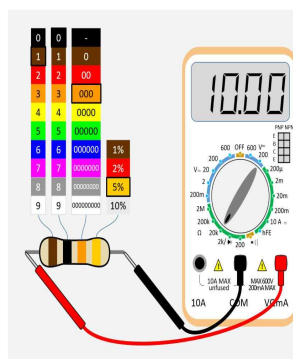 0 0 -
1 1 0
2 2 00
3 3 000
4 4 0000
5 5 00000
6 6 000000 1%
7 7 0000000 2%
8 8 00000000 5%
9 9 000000000 10%
10.00
PNP NPN
E
B
C
E
600 OFF 600 V~
200 200
V⎓ 20 200µ
2 2m
200m 20m
2M 200m
200k 10 A ⎓
Ω 20k hFE
2k/ 200
10A MAX
unfused
MAX600V
200mA MAX
10A COM VΩmA